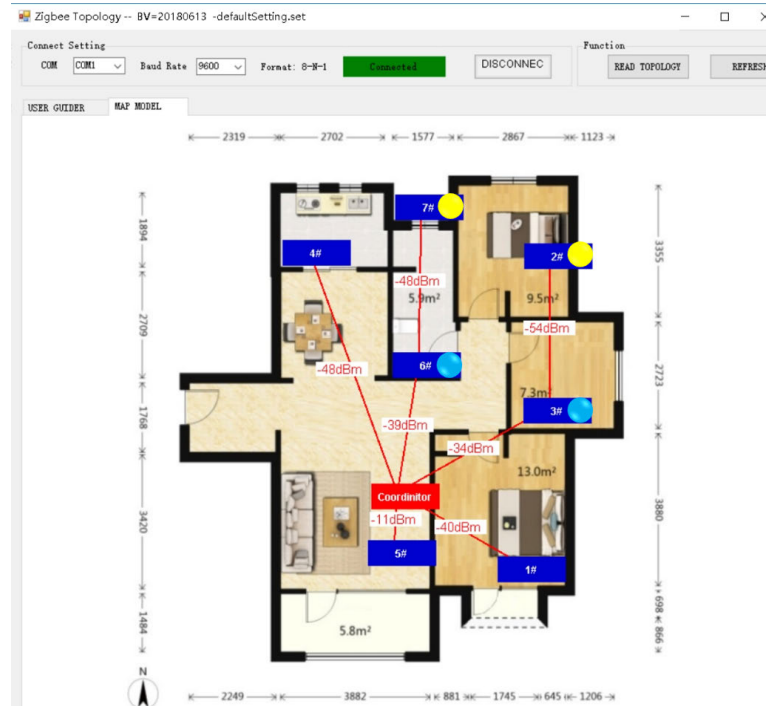 Zigbee Topology -- BV=20180613 -defaultSetting.set
Connect Setting
COM COM1 Baud Rate 9600 Format: 8-N-1 Connected DISCONNEC
Function
READ TOPOLOGY REFRESH
USER GUIDER MAP MODEL
2319 2702 1577 2867 1123
7#
4#
2#
1894
3355
-48dBm
5.9m²
9.5m²
-54dBm
2709
-48dBm
6#
2723
7.3m²
3#
1768
-39dBm
-34dBm
13.0m²
Coordinitor
-11dBm
-40dBm
3420
3880
5#
1#
1484
698
866
5.8m²
N
2249 3882 881 1745 645 1206